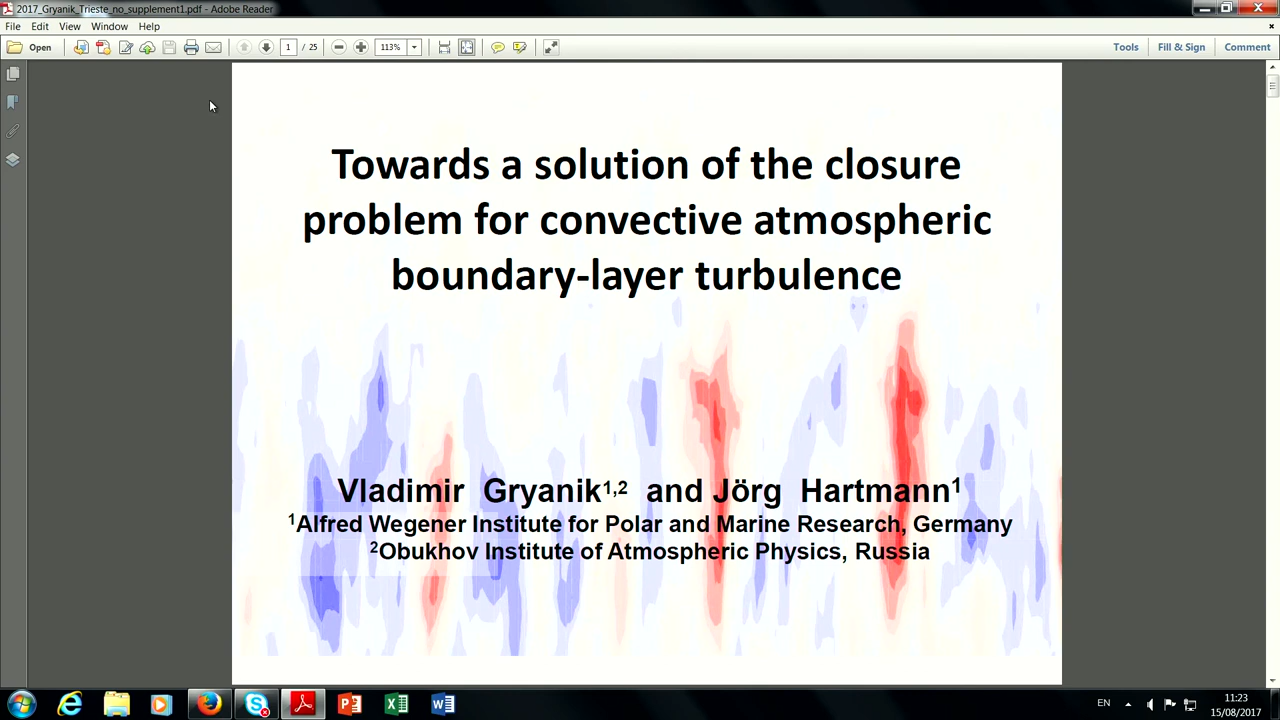 2017_Gryanik_Trieste_no_supplement1.pdf - Adobe Reader
File Edit View Window Help
Open 1 / 25 113% Tools Fill & Sign Comment
Towards a solution of the closure
problem for convective atmospheric
boundary-layer turbulence
Vladimir Gryanik1,2 and Jörg Hartmann1
1Alfred Wegener Institute for Polar and Marine Research, Germany
2Obukhov Institute of Atmospheric Physics, Russia
EN 11:23
15/08/2017